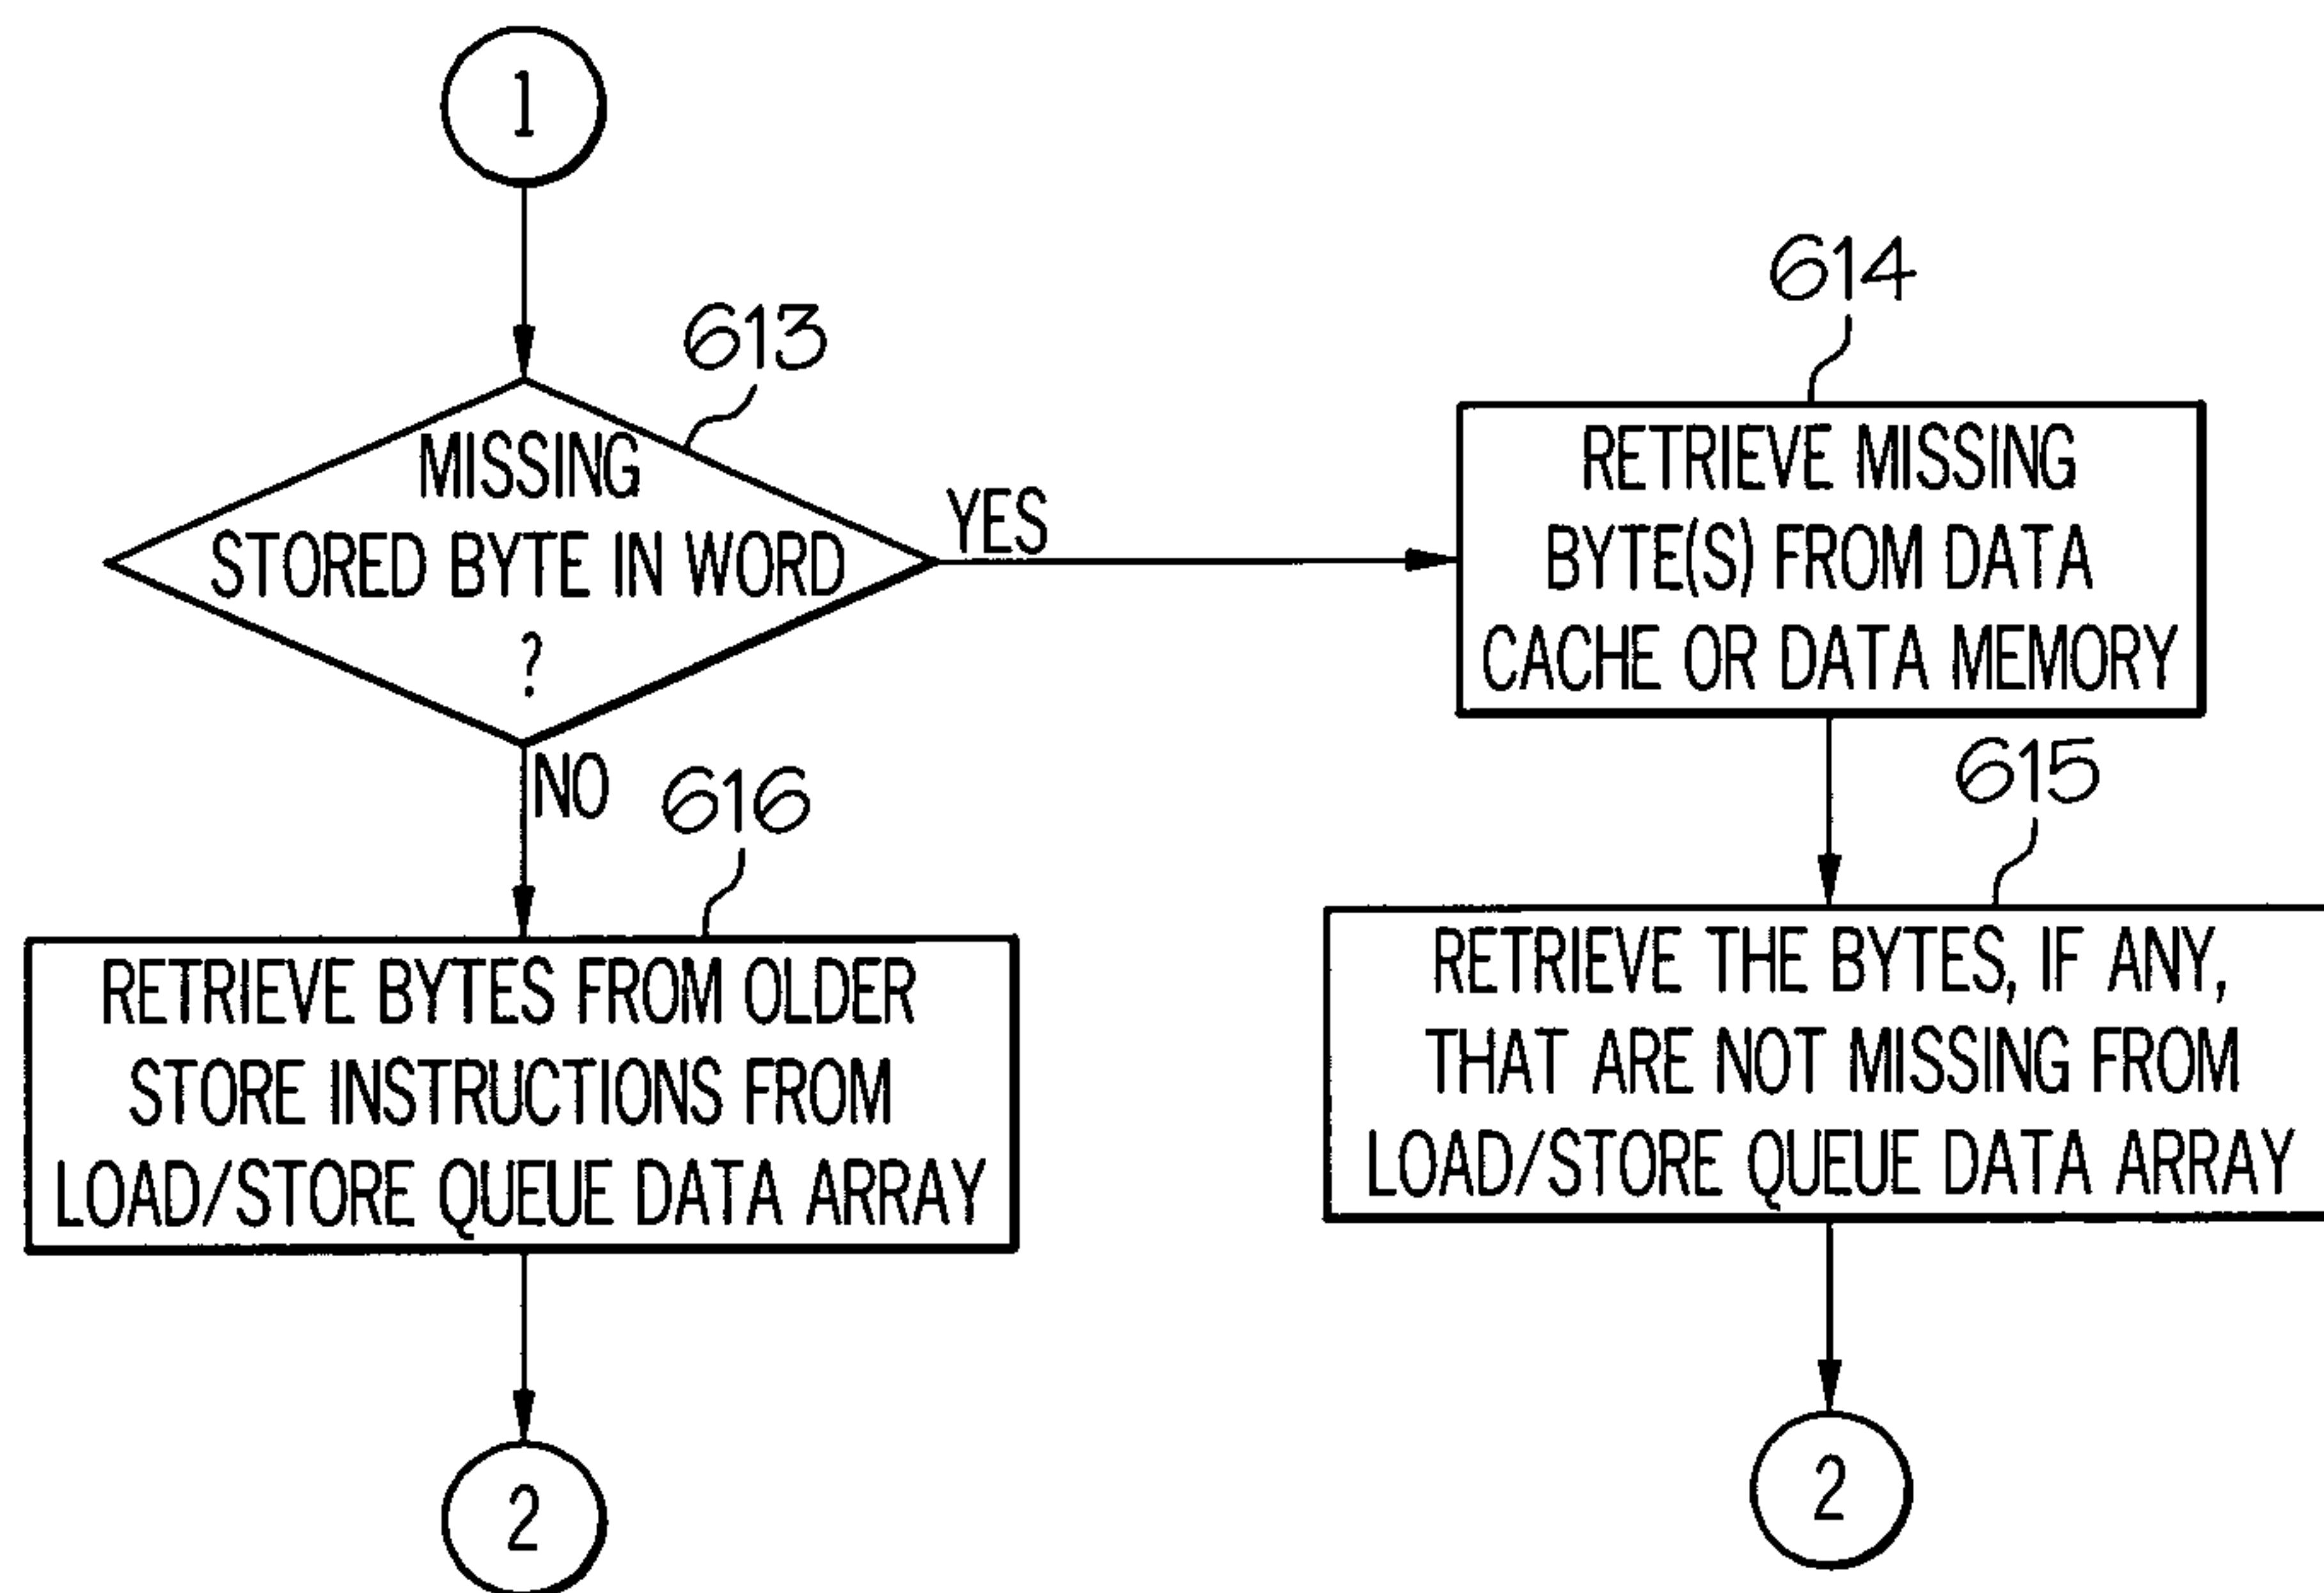 1
613
MISSING
STORED BYTE IN WORD
?
YES
614
RETRIEVE MISSING
BYTE(S) FROM DATA
CACHE OR DATA MEMORY
NO
616
RETRIEVE BYTES FROM OLDER
STORE INSTRUCTIONS FROM
LOAD/STORE QUEUE DATA ARRAY
2
615
RETRIEVE THE BYTES, IF ANY,
THAT ARE NOT MISSING FROM
LOAD/STORE QUEUE DATA ARRAY
2